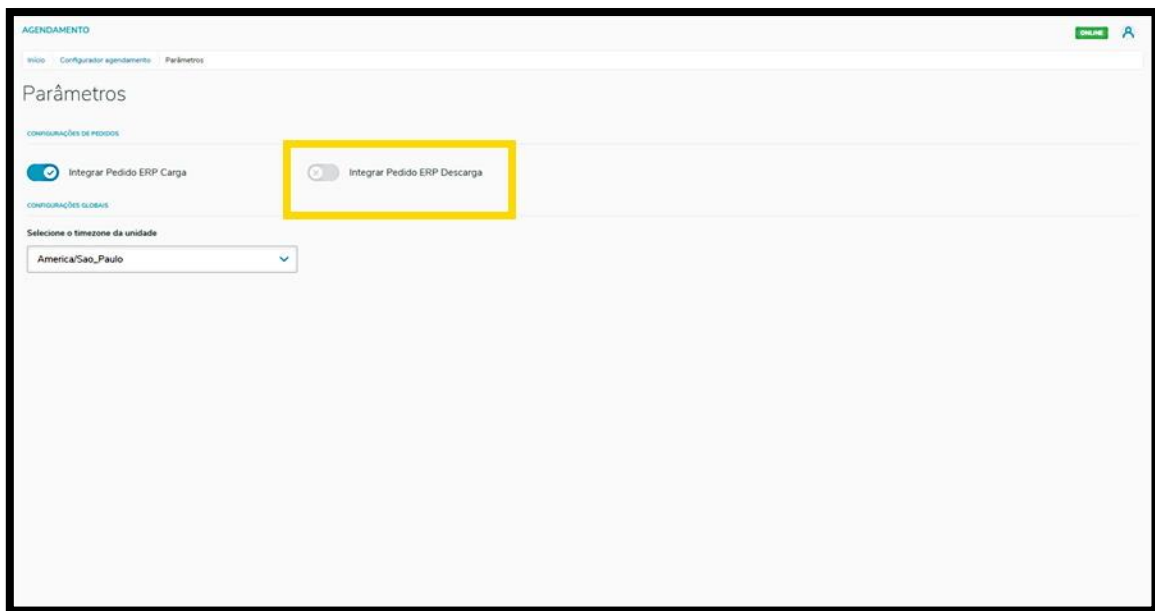 AGENDAMENTO
ONLINE
Início Configurador agendamento Parâmetros
Parâmetros
CONFIGURAÇÕES DE PEDIDOS
Integrar Pedido ERP Carga Integrar Pedido ERP Descarga
CONFIGURAÇÕES GLOBAIS
Selecione o timezone da unidade
America/Sao_Paulo